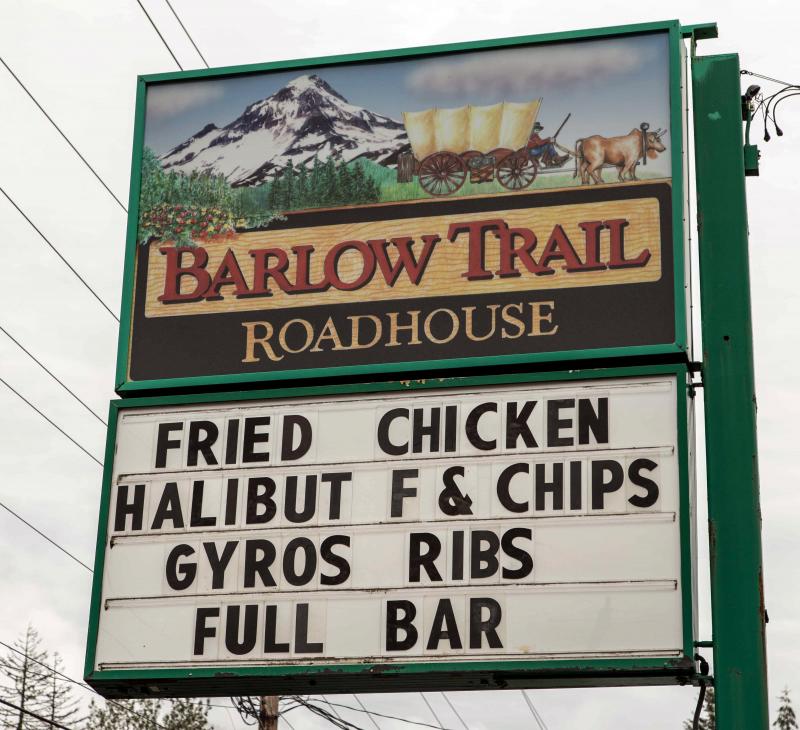 BARLOW TRAIL
ROADHOUSE
FRIED CHICKEN
HALIBUT F & CHIPS
GYROS RIBS
FULL BAR